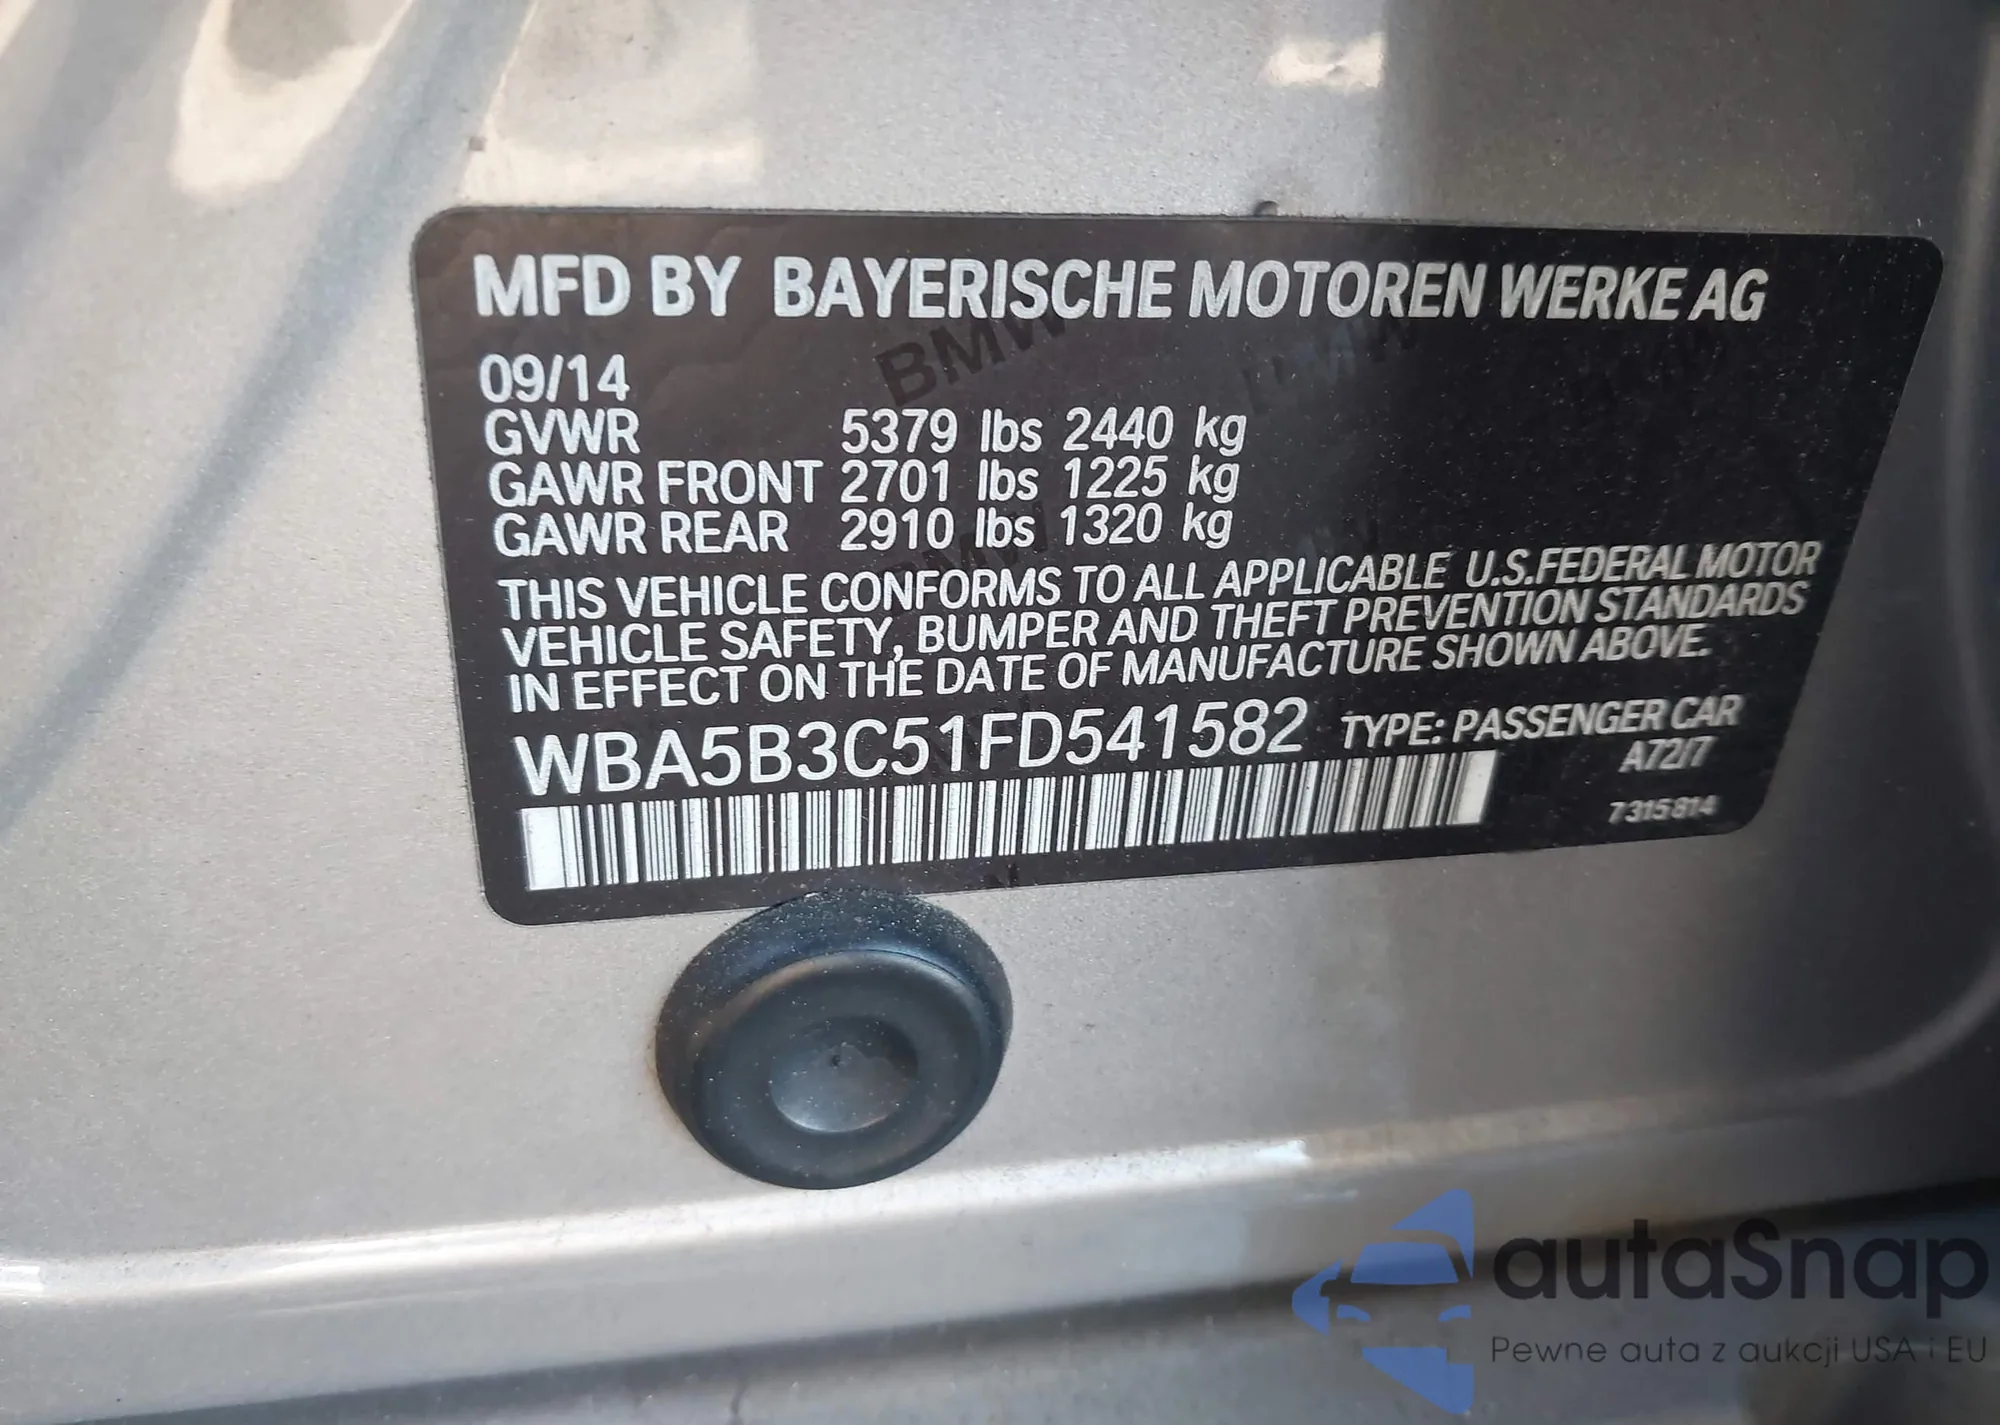 MFD BY BAYERISCHE MOTOREN WERKE AG
09/14
GVWR 5379 lbs 2440 kg
GAWR FRONT 2701 lbs 1225 kg
GAWR REAR 2910 lbs 1320 kg
THIS VEHICLE CONFORMS TO ALL APPLICABLE U.S.FEDERAL MOTOR
VEHICLE SAFETY, BUMPER AND THEFT PREVENTION STANDARDS
IN EFFECT ON THE DATE OF MANUFACTURE SHOWN ABOVE.
WBA5B3C51FD541582 TYPE: PASSENGER CAR
A72/7
7315814
BMW
autaSnap
Pewne auta z aukcji USA i EU